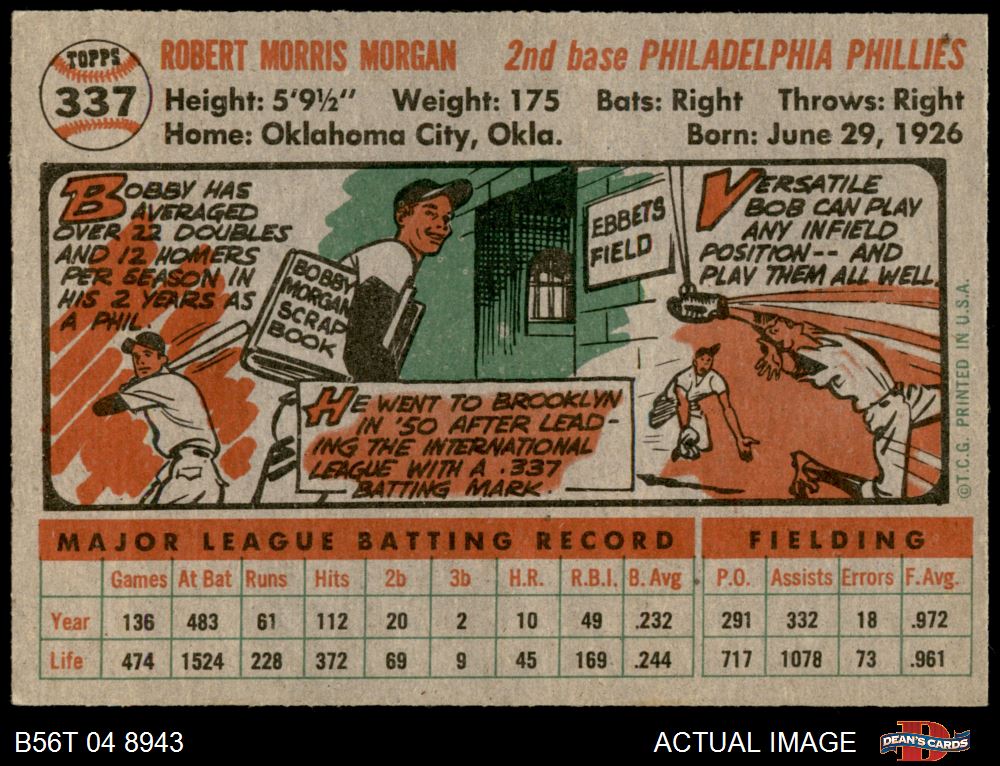 TOPPS
337
ROBERT MORRIS MORGAN 2nd base PHILADELPHIA PHILLIES
Height: 5'9½" Weight: 175 Bats: Right Throws: Right
Home: Oklahoma City, Okla. Born: June 29, 1926
BOBBY HAS
AVERAGED
OVER 22 DOUBLES
AND 12 HOMERS
PER SEASON IN
HIS 2 YEARS AS
A PHIL.
BOBBY
MORGAN
SCRAP
BOOK
HE WENT TO BROOKLYN
IN '50 AFTER LEAD-
ING THE INTERNATIONAL
LEAGUE WITH A .337
BATTING MARK.
EBBETS
FIELD
VERSATILE
BOB CAN PLAY
ANY INFIELD
POSITION-- AND
PLAY THEM ALL WELL.
©T.C.G. PRINTED IN U.S.A.
MAJOR LEAGUE BATTING RECORD FIELDING
Games At Bat Runs Hits 2b 3b H.R. R.B.I. B. Avg P.O. Assists Errors F. Avg.
Year 136 483 61 112 20 2 10 49 .232 291 332 18 .972
Life 474 1524 228 372 69 9 45 169 .244 717 1078 73 .961
B56T 04 8943 ACTUAL IMAGE DEAN'S CARDS